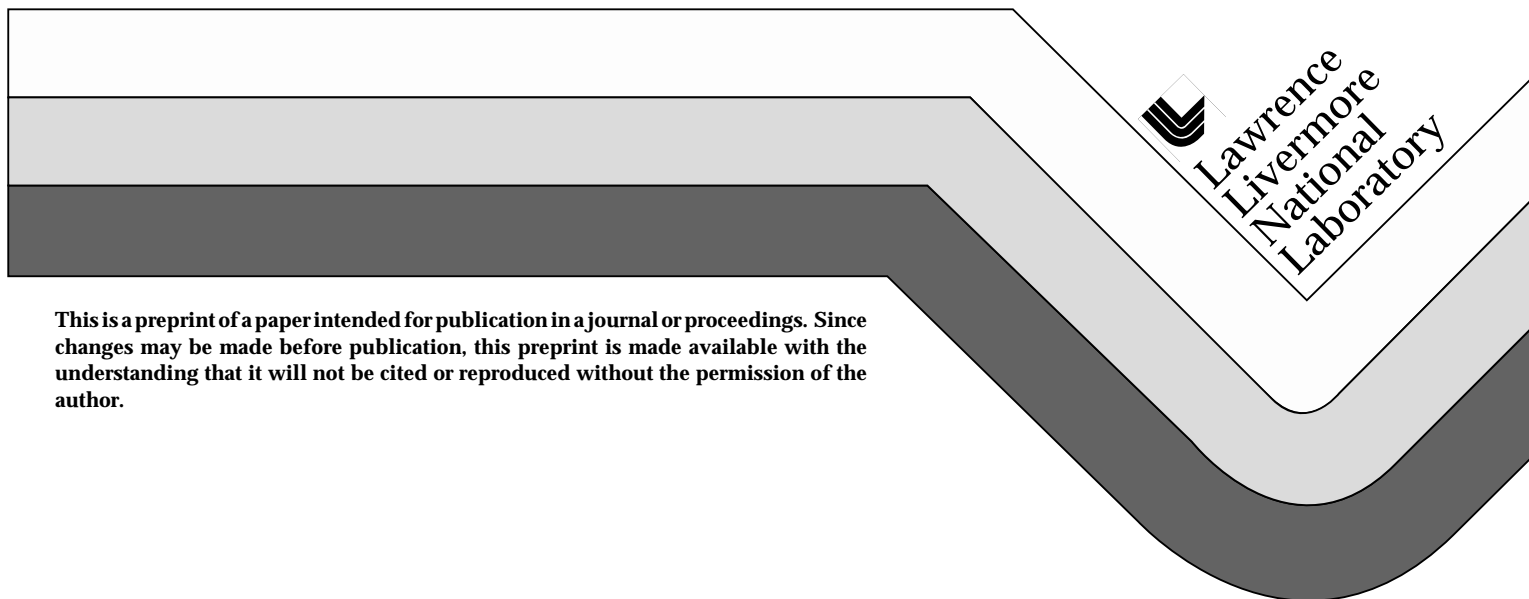 Lawrence
Livermore
National
Laboratory
This is a preprint of a paper intended for publication in a journal or proceedings. Since
changes may be made before publication, this preprint is made available with the
understanding that it will not be cited or reproduced without the permission of the
author.